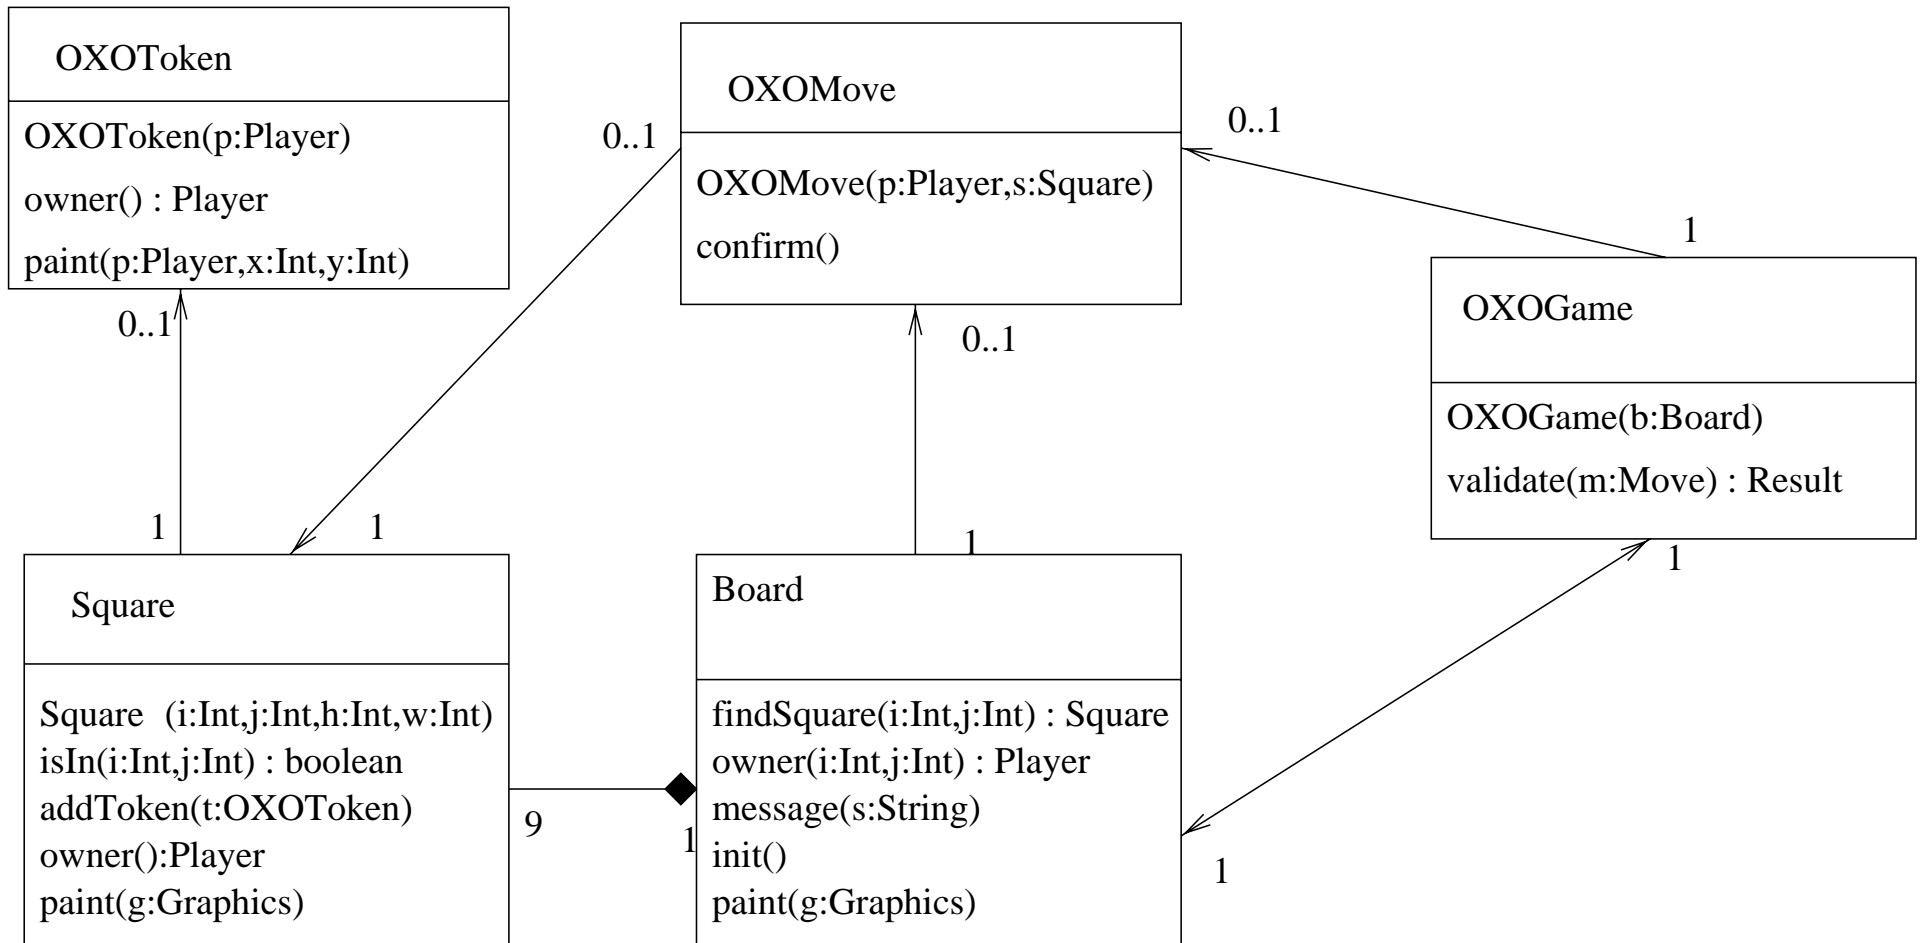 OXOToken
OXOToken(p:Player)
owner() : Player
paint(p:Player,x:Int,y:Int)
0..1
1
OXOMove
OXOMove(p:Player,s:Square)
confirm()
0..1
1
0..1
1
0..1
1
OXOGame
OXOGame(b:Board)
validate(m:Move) : Result
1
1
Square
Square (i:Int,j:Int,h:Int,w:Int)
isIn(i:Int,j:Int) : boolean
addToken(t:OXOToken)
owner():Player
paint(g:Graphics)
9
1
Board
findSquare(i:Int,j:Int) : Square
owner(i:Int,j:Int) : Player
message(s:String)
init()
paint(g:Graphics)